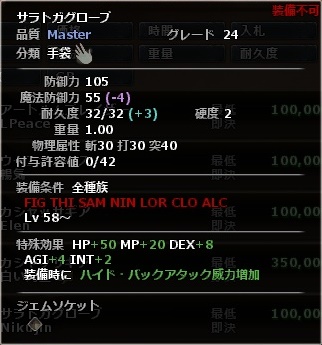 サラトガグローブ
装備不可
品質 Master グレード 24
分類 手袋
防御力 105
魔法防御力 55 (-4)
耐久度 32/32 (+3) 硬度 2
重量 1.00
物理属性 斬30 打30 突40
付与許容値 0/42
装備条件 全種族
FIG THI SAM NIN LOR CLO ALC
Lv 58～
特殊効果 HP+50 MP+20 DEX+8
AGI+4 INT+2
装備時に ハイド・バックアタック威力増加
ジェムソケット